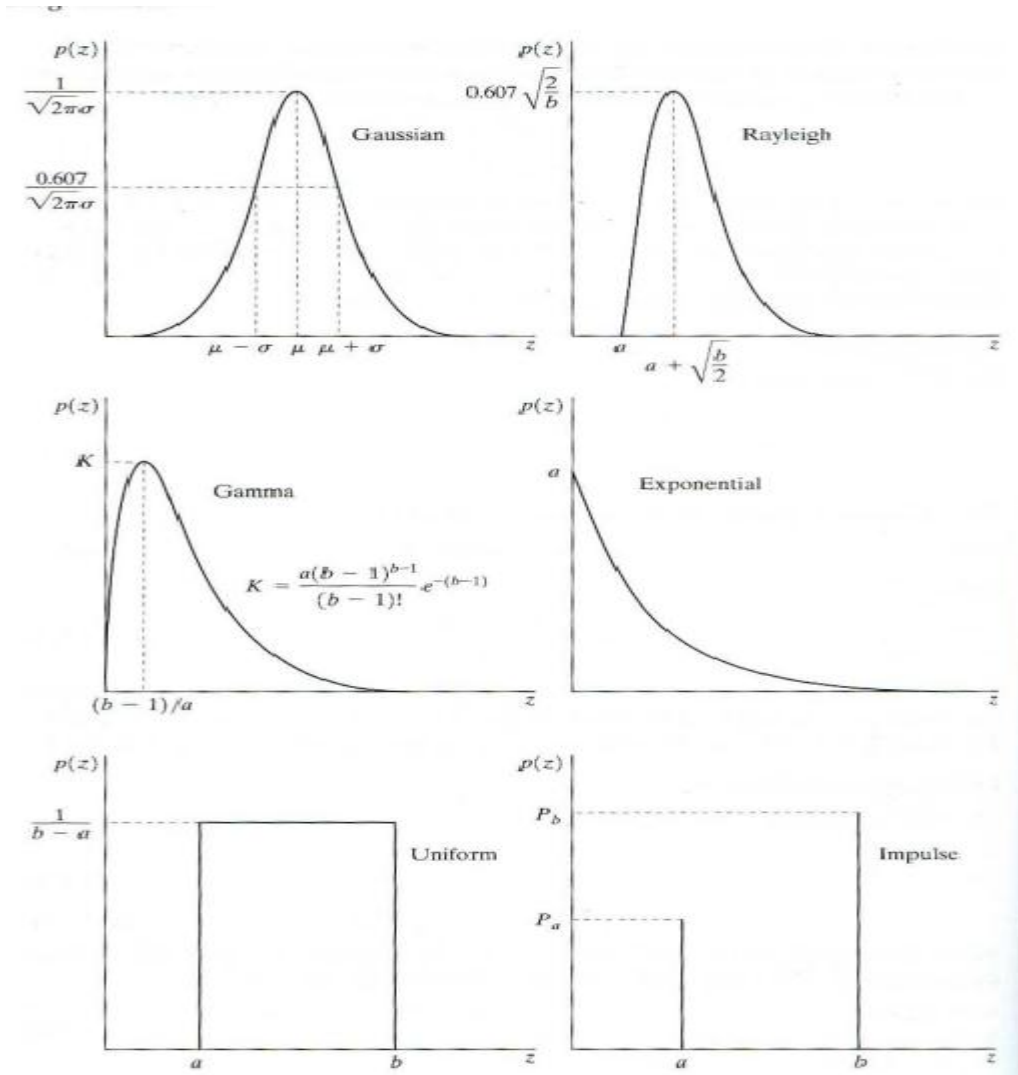 p(z)
1/√2πσ
Gaussian
0.607/√2πσ
μ − σ μ μ + σ z
p(z)
0.607 √2/b
Rayleigh
a z
a + √b/2
p(z)
K
Gamma
K = a(b − 1)^{b−1}/(b − 1)! e^{−(b−1)}
(b − 1)/a z
p(z)
a
Exponential
z
p(z)
1/b − a
Uniform
a b z
p(z)
P_b
Impulse
P_a
a b z